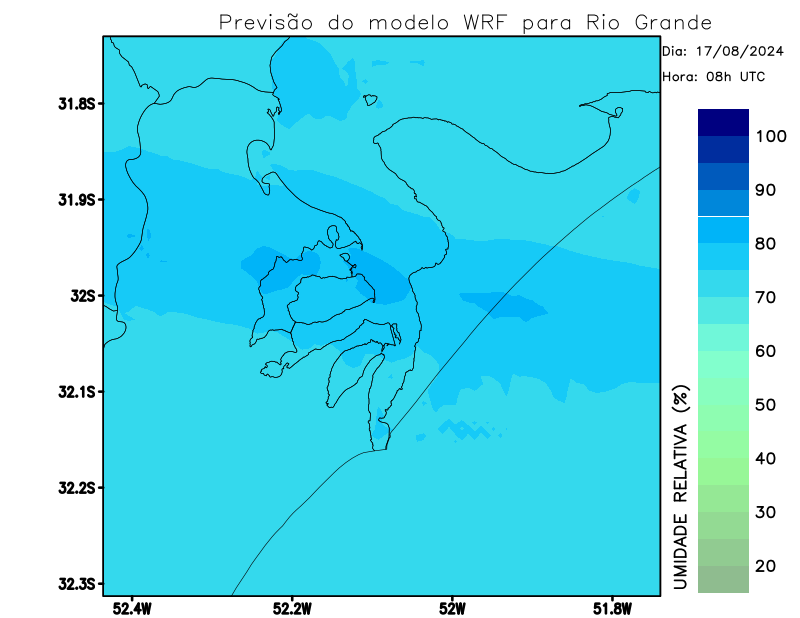 Previsão do modelo WRF para Rio Grande
Dia: 17/08/2024
Hora: 08h UTC
31.8S
31.9S
32S
32.1S
32.2S
32.3S
52.4W
52.2W
52W
51.8W
UMIDADE RELATIVA (%)
100
90
80
70
60
50
40
30
20